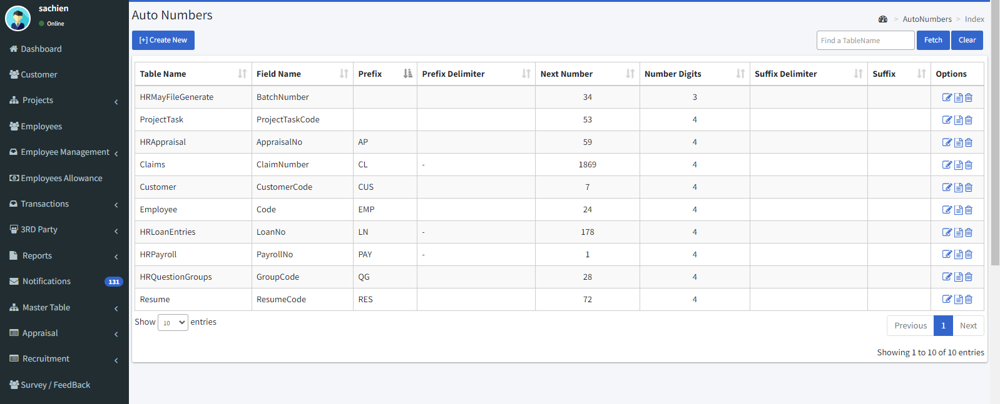 sachien
Online
Dashboard
Customer
Projects
Employees
Employee Management
Employees Allowance
Transactions
3RD Party
Reports
Notifications 131
Master Table
Appraisal
Recruitment
Survey / FeedBack
Auto Numbers
> AutoNumbers > Index
[+] Create New
Find a TableName Fetch Clear
Table Name Field Name Prefix Prefix Delimiter Next Number Number Digits Suffix Delimiter Suffix Options
HRMayFileGenerate BatchNumber 34 3
ProjectTask ProjectTaskCode 53 4
HRAppraisal AppraisalNo AP 59 4
Claims ClaimNumber CL - 1869 4
Customer CustomerCode CUS 7 4
Employee Code EMP 24 4
HRLoanEntries LoanNo LN - 178 4
HRPayroll PayrollNo PAY - 1 4
HRQuestionGroups GroupCode QG 28 4
Resume ResumeCode RES 72 4
Show 10 entries
Previous 1 Next
Showing 1 to 10 of 10 entries